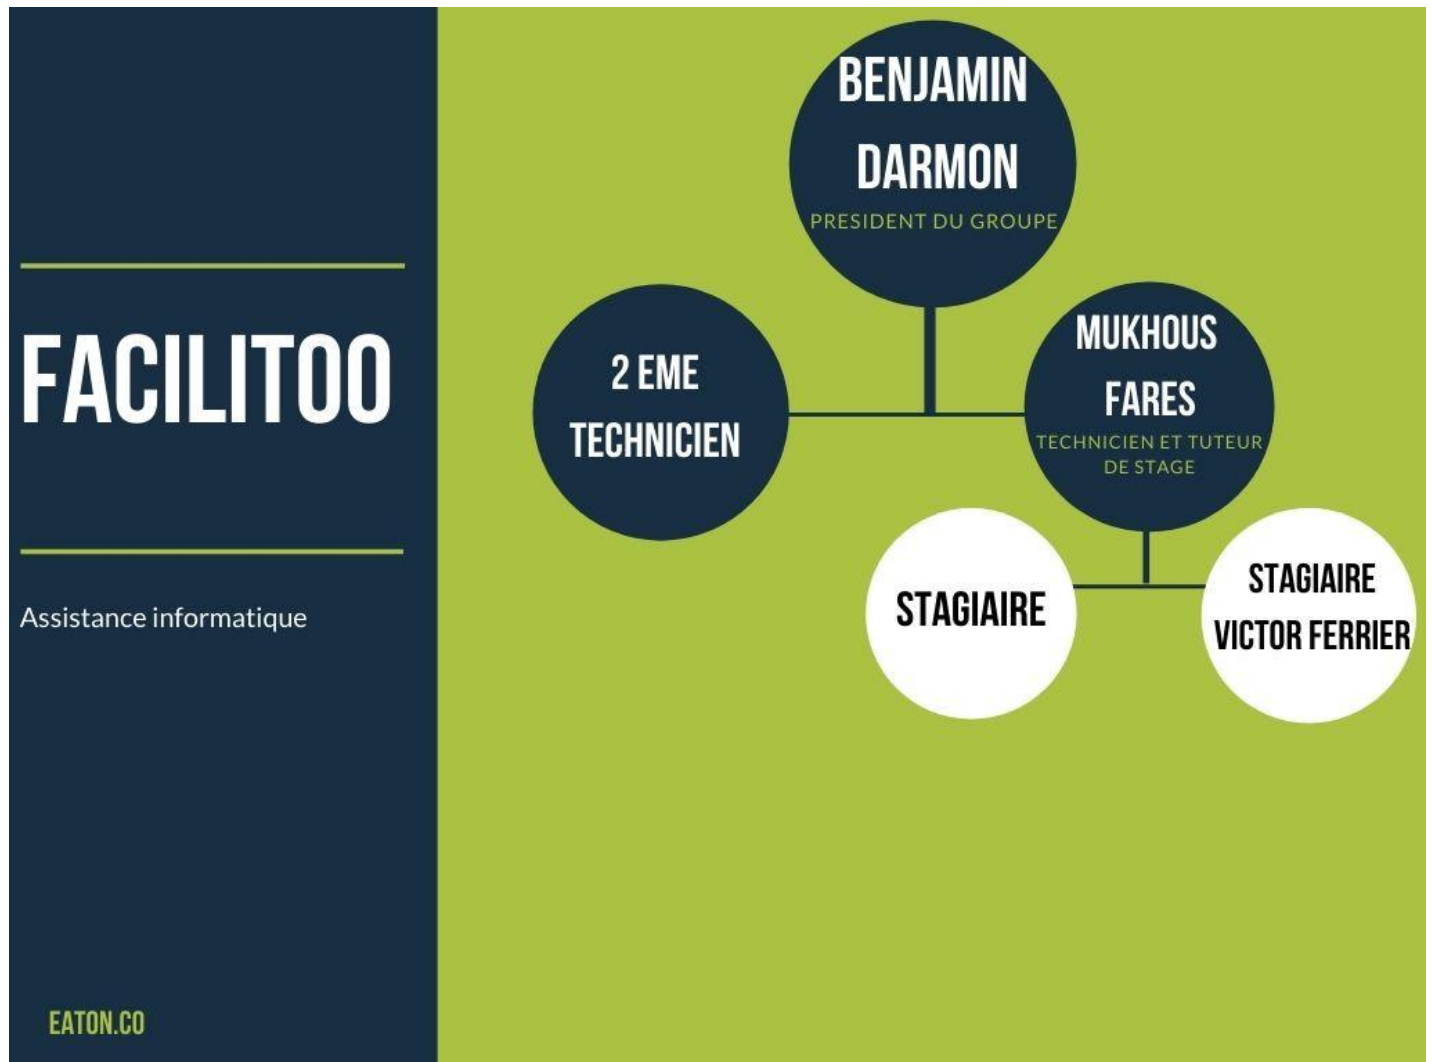 FACILITOO
Assistance informatique
EATON.CO
BENJAMIN
DARMON
PRESIDENT DU GROUPE
2 EME
TECHNICIEN
MUKHOUS
FARES
TECHNICIEN ET TUTEUR
DE STAGE
STAGIAIRE
STAGIAIRE
VICTOR FERRIER